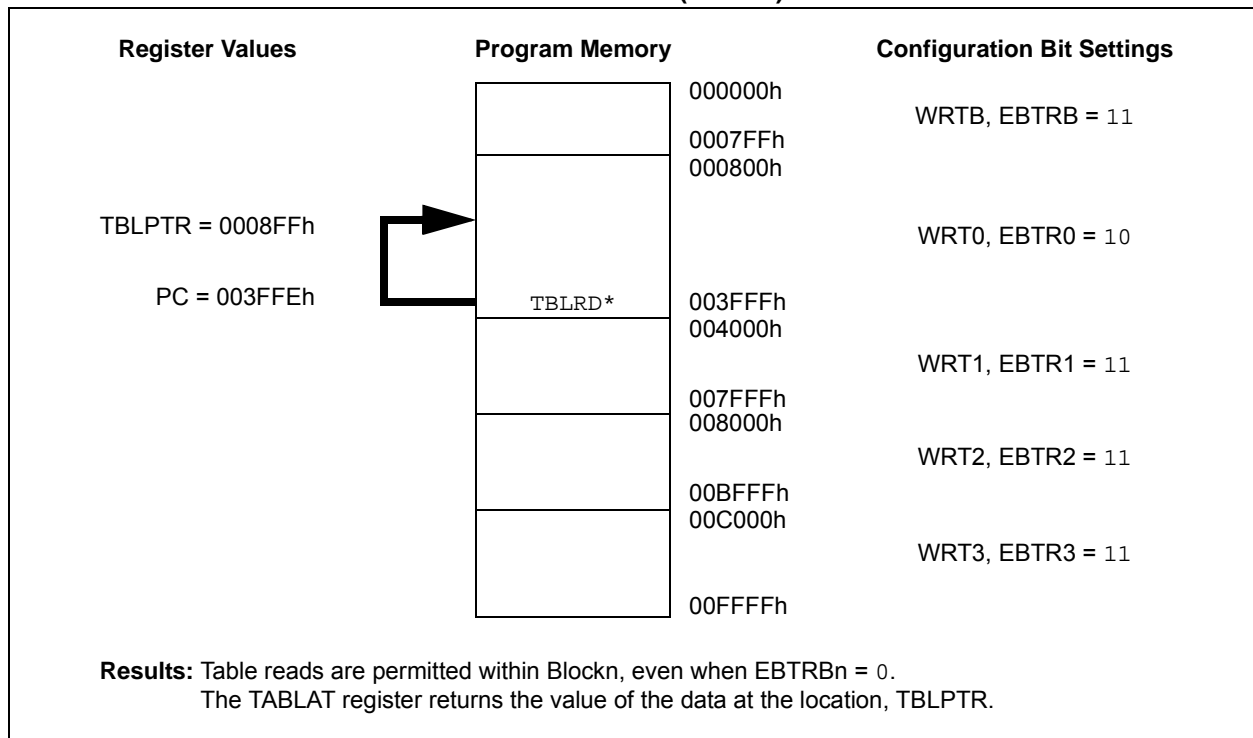 Register Values Program Memory Configuration Bit Settings
000000h
WRTB, EBTRB = 11
0007FFh
000800h
TBLPTR = 0008FFh
WRT0, EBTR0 = 10
PC = 003FFEh
TBLRD*
003FFFh
004000h
WRT1, EBTR1 = 11
007FFFh
008000h
WRT2, EBTR2 = 11
00BFFFh
00C000h
WRT3, EBTR3 = 11
00FFFFh
Results: Table reads are permitted within Blockn, even when EBTRBn = 0.
The TABLAT register returns the value of the data at the location, TBLPTR.